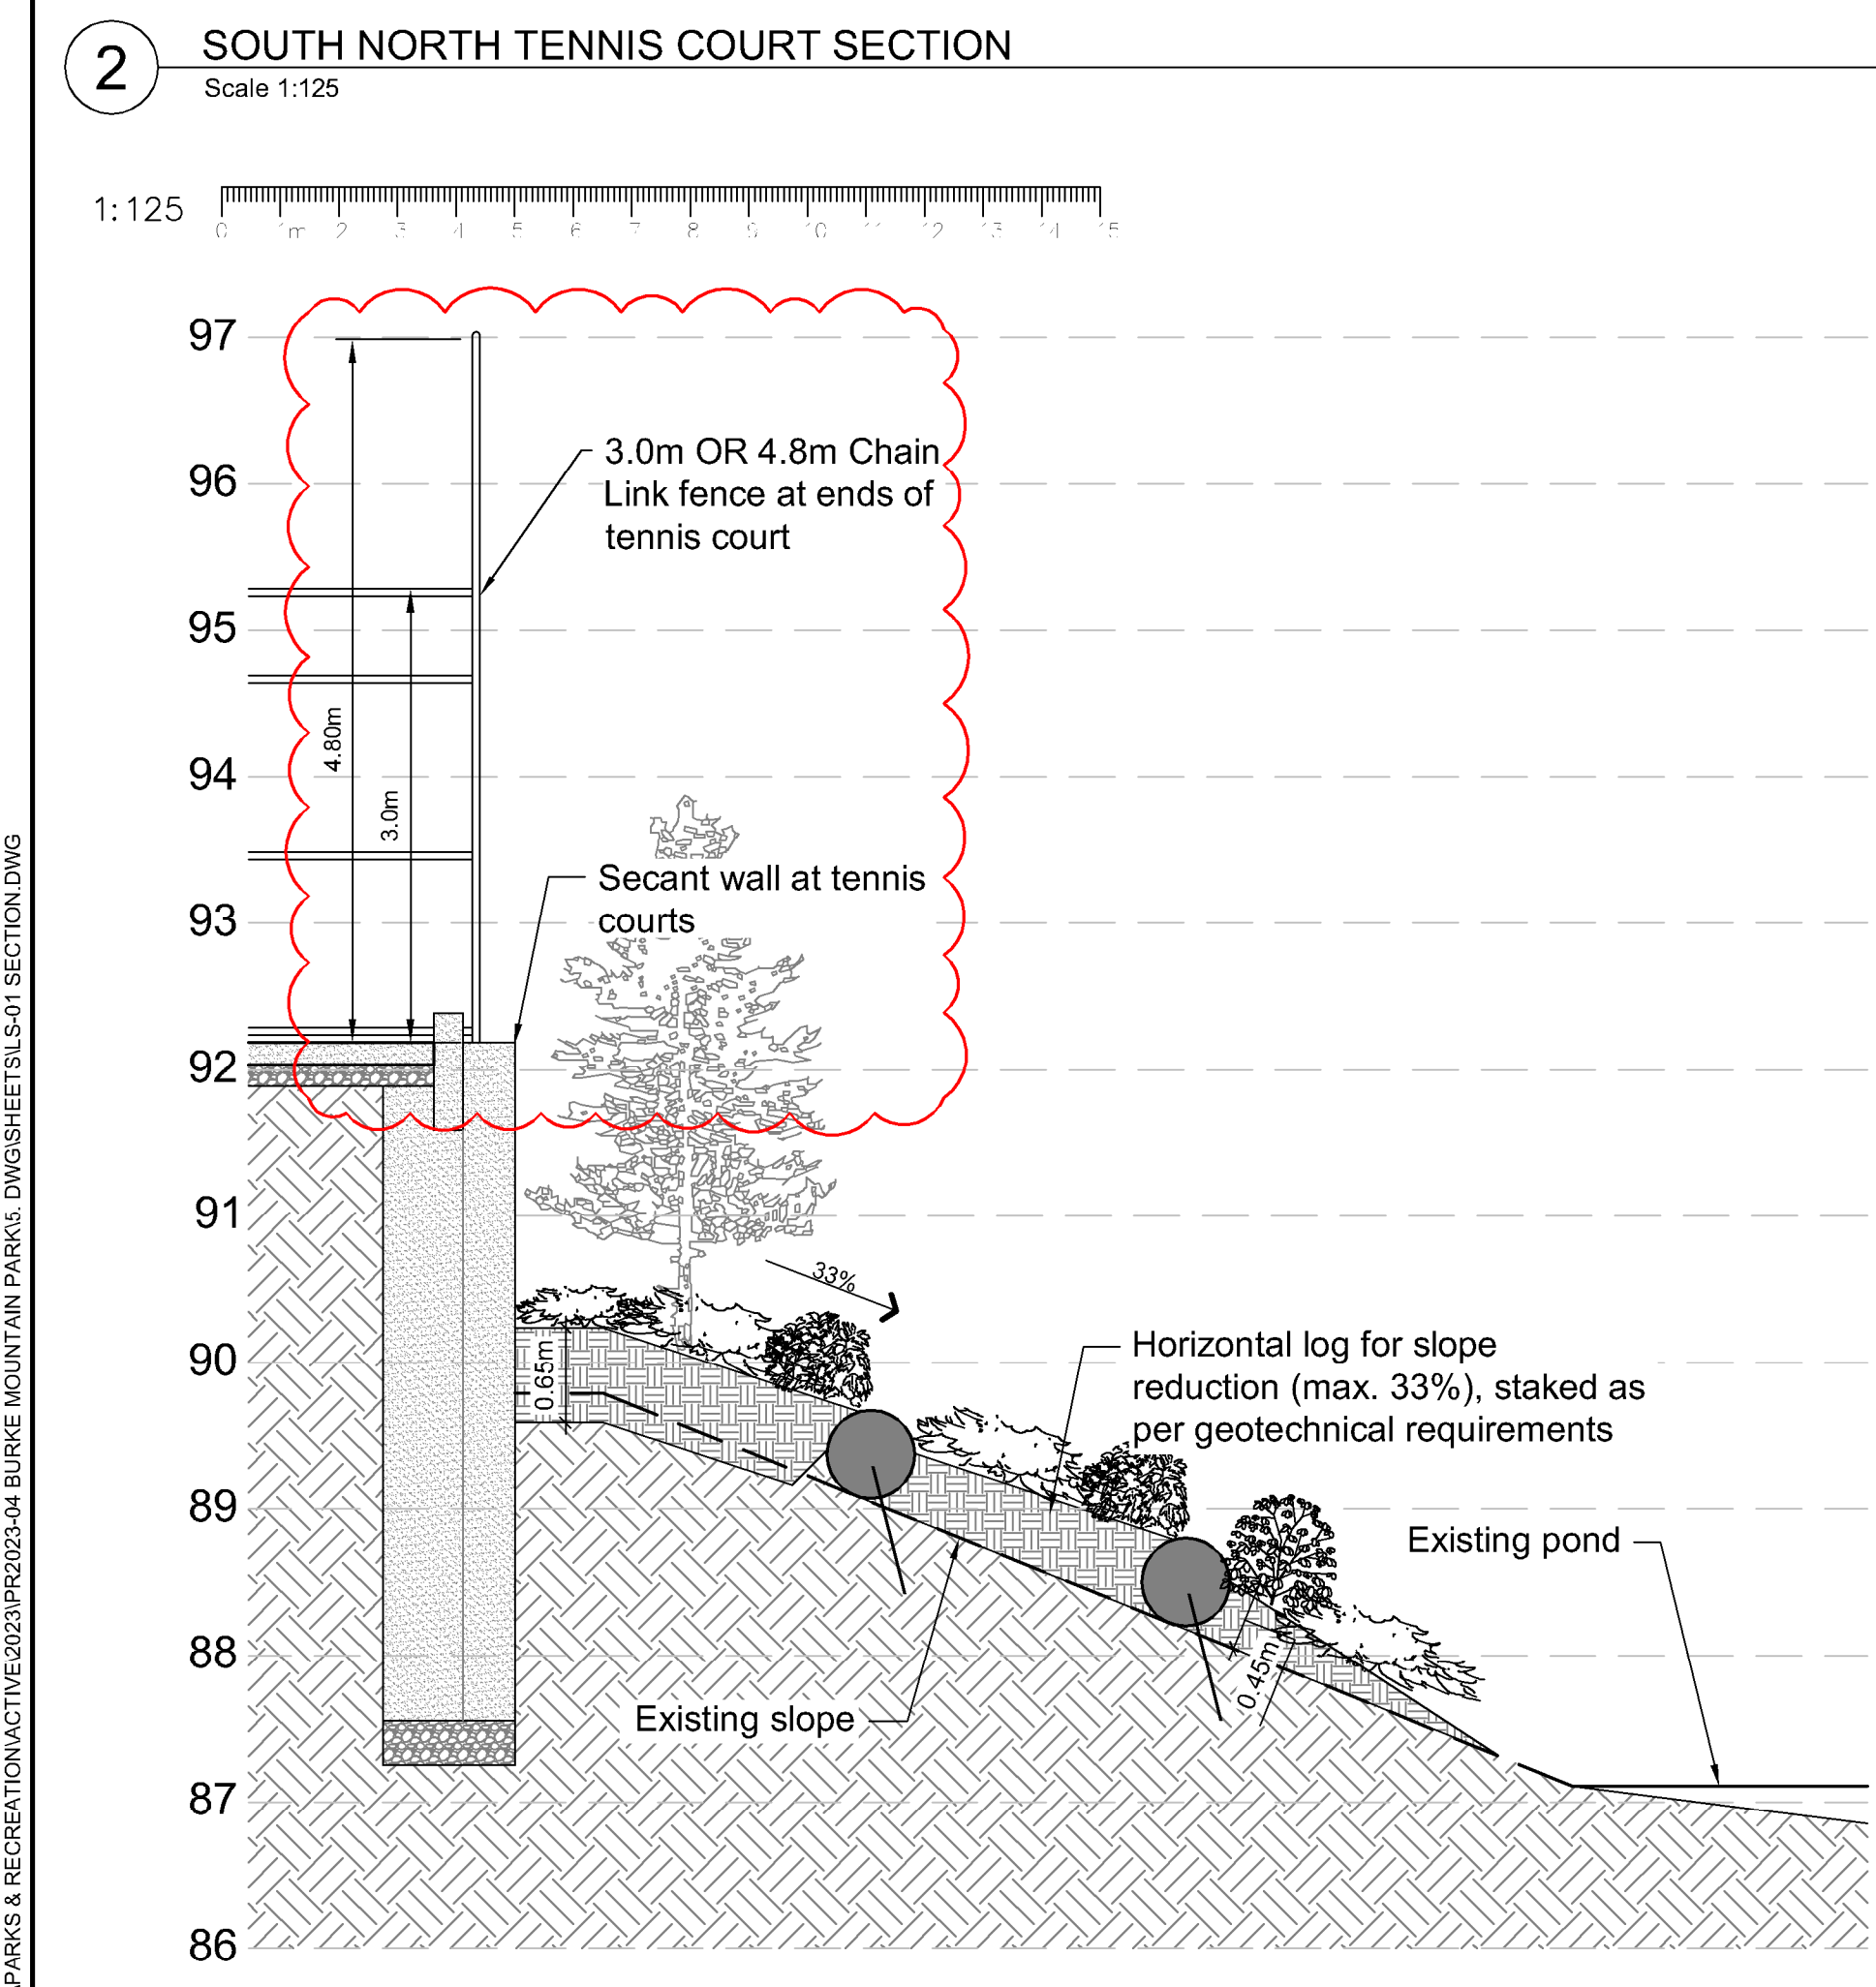 2
SOUTH NORTH TENNIS COURT SECTION
Scale 1:125
1:125
0 1m 2 3 4 5 6 7 8 9 10 11 12 13 14 15
97
3.0m OR 4.8m Chain
Link fence at ends of
tennis court
96
95
4.80m
94
3.0m
Secant wall at tennis
courts
93
92
91
33%
90
0.65m
Horizontal log for slope
reduction (max. 33%), staked as
per geotechnical requirements
89
Existing pond
88
0.45m
Existing slope
87
86
PARKS & RECREATION\ACTIVE\2023\PR2023-04 BURKE MOUNTAIN PARK\5. DWG\SHEETS\LS-01 SECTION.DWG